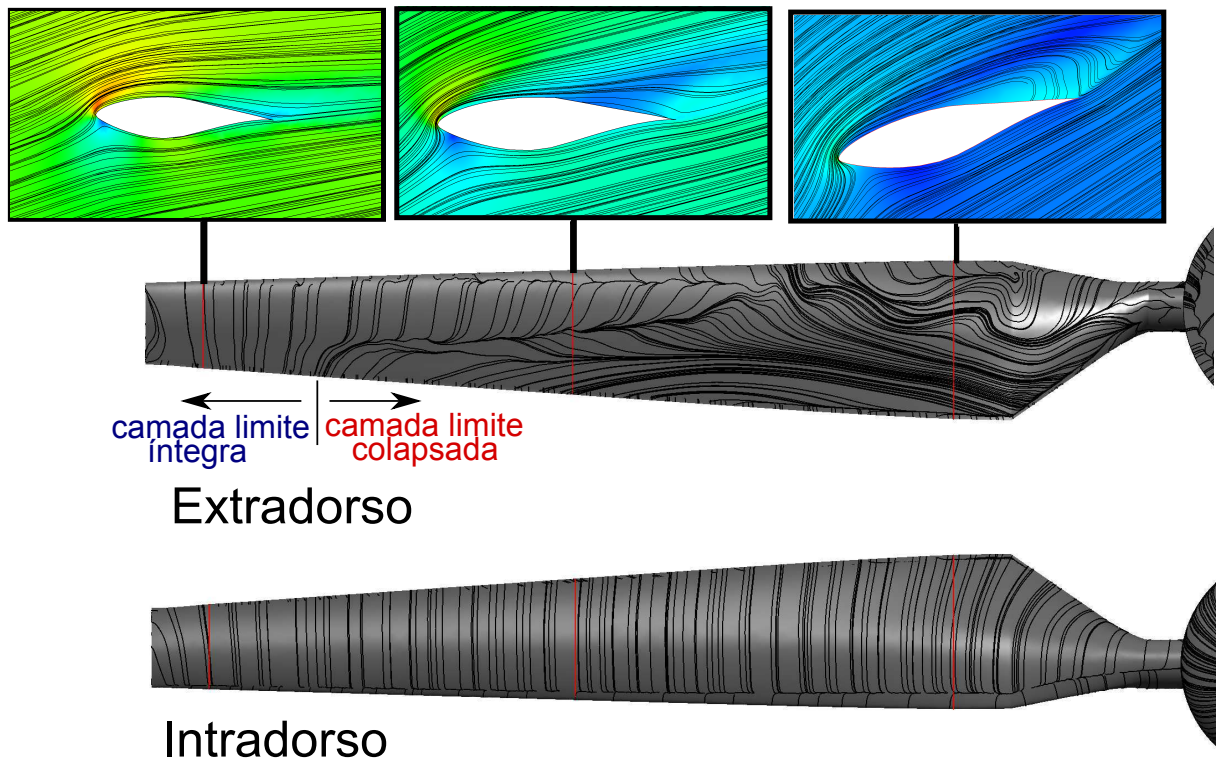 camada limite
íntegra
camada limite
colapsada
Extradorso
Intradorso